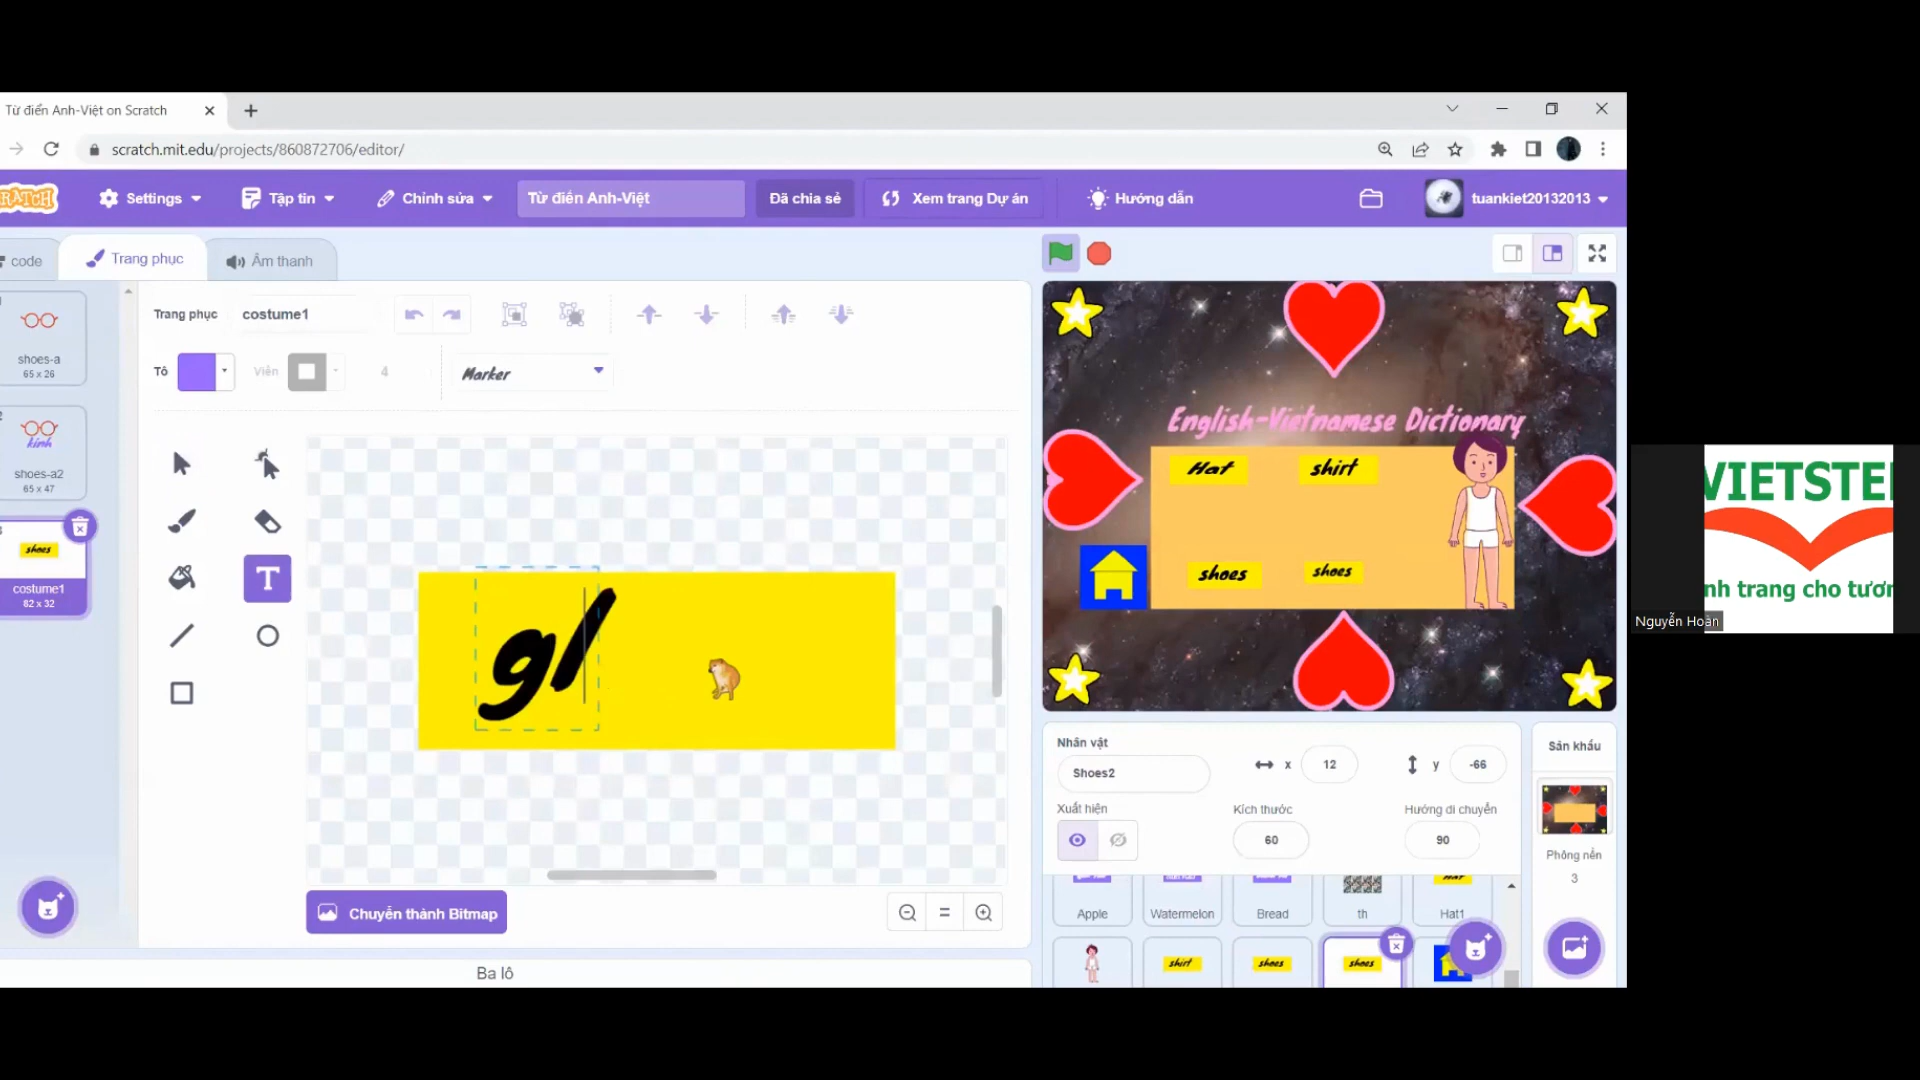 Từ điển Anh-Việt on Scratch
scratch.mit.edu/projects/860872706/editor/
Settings
Tập tin
Chỉnh sửa
Từ điển Anh-Việt
Đã chia sẻ
Xem trang Dự án
Hướng dẫn
tuankiet20132013
code
Trang phục
Âm thanh
Trang phục
costume1
Tô
Viền
4
Marker
shoes-a
65 x 26
kính
shoes-a2
65 x 47
shoes
costume1
82 x 32
T
gl
Chuyển thành Bitmap
Ba lô
English-Vietnamese Dictionary
Hat
shirt
shoes
shoes
Nhân vật
Shoes2
x
12
y
-66
Xuất hiện
Kích thước
60
Hướng di chuyển
90
Apple
Watermelon
Bread
th
Hat1
shirt
shoes
shoes
Sân khấu
Phông nền
3
VIETSTE
nh trang cho tươn
Nguyễn Hoàn